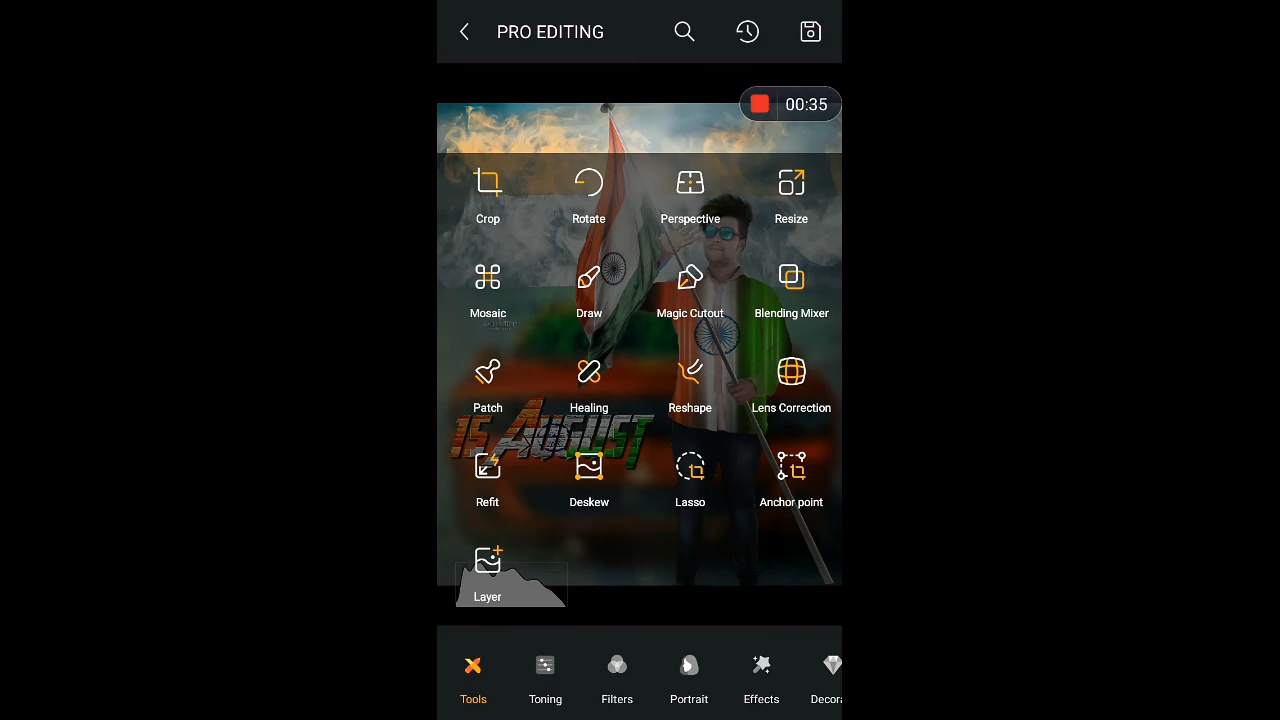 PRO EDITING
00:35
Crop Rotate Perspective Resize
Mosaic Draw Magic Cutout Blending Mixer
Patch Healing Reshape Lens Correction
15 AUGUST
Refit Deskew Lasso Anchor point
Layer
Tools Toning Filters Portrait Effects Decora